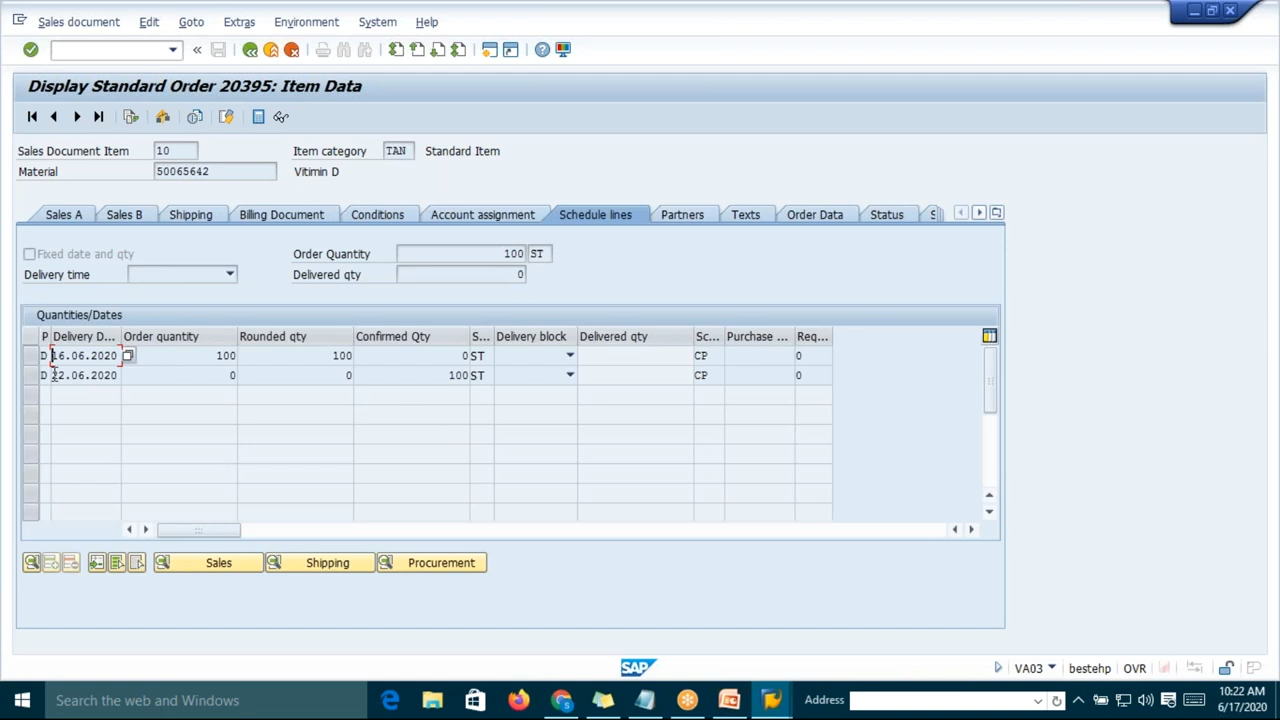 Sales document Edit Goto Extras Environment System Help
«
Display Standard Order 20395: Item Data
Sales Document Item 10 Item category TAN Standard Item
Material 50065642 Vitimin D
Sales A Sales B Shipping Billing Document Conditions Account assignment Schedule lines Partners Texts Order Data Status S
Fixed date and qty Order Quantity 100 ST
Delivery time Delivered qty 0
Quantities/Dates
P Delivery D... Order quantity Rounded qty Confirmed Qty S... Delivery block Delivered qty Sc... Purchase ... Req...
D 16.06.2020 100 100 0 ST CP 0
D 22.06.2020 0 0 100 ST CP 0
Sales Shipping Procurement
SAP
VA03 bestehp OVR
Search the web and Windows Address 10:22 AM
6/17/2020